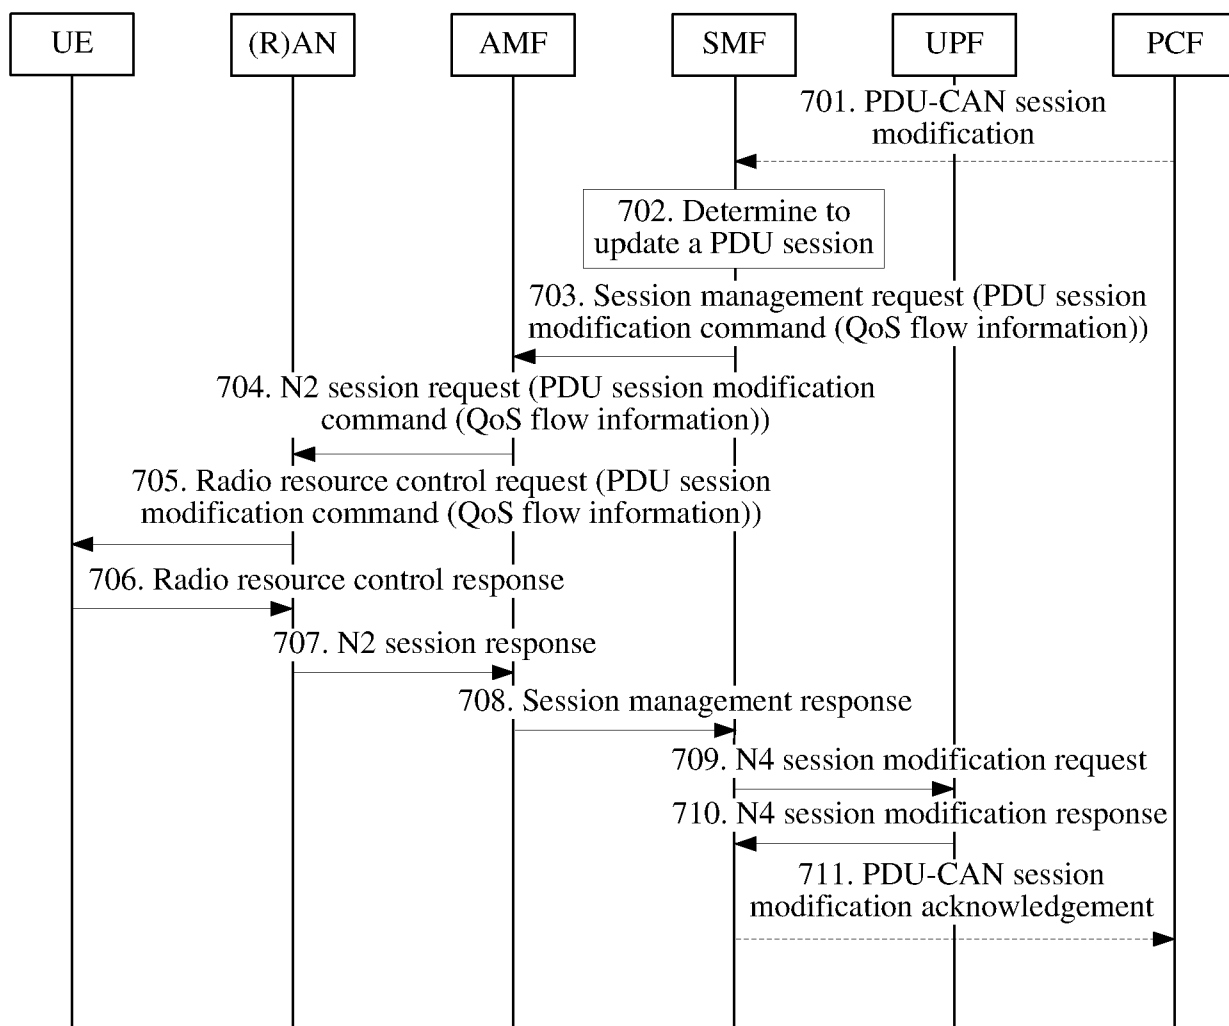 UE
(R)AN
AMF
SMF
UPF
PCF
701. PDU-CAN session
modification
702. Determine to
update a PDU session
703. Session management request (PDU session
modification command (QoS flow information))
704. N2 session request (PDU session modification
command (QoS flow information))
705. Radio resource control request (PDU session
modification command (QoS flow information))
706. Radio resource control response
707. N2 session response
708. Session management response
709. N4 session modification request
710. N4 session modification response
711. PDU-CAN session
modification acknowledgement